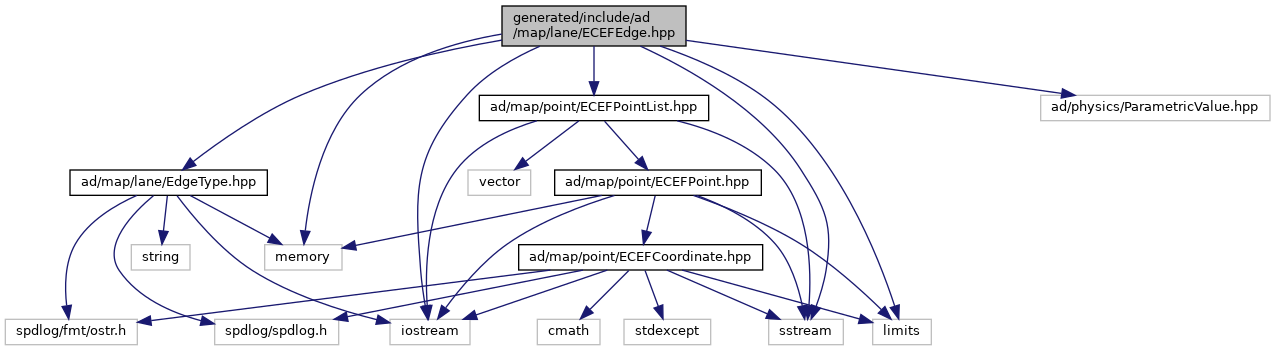 generated/include/ad
/map/lane/ECEFEdge.hpp
ad/map/point/ECEFPointList.hpp
ad/physics/ParametricValue.hpp
ad/map/lane/EdgeType.hpp
vector
ad/map/point/ECEFPoint.hpp
string
memory
ad/map/point/ECEFCoordinate.hpp
spdlog/fmt/ostr.h
spdlog/spdlog.h
iostream
cmath
stdexcept
sstream
limits